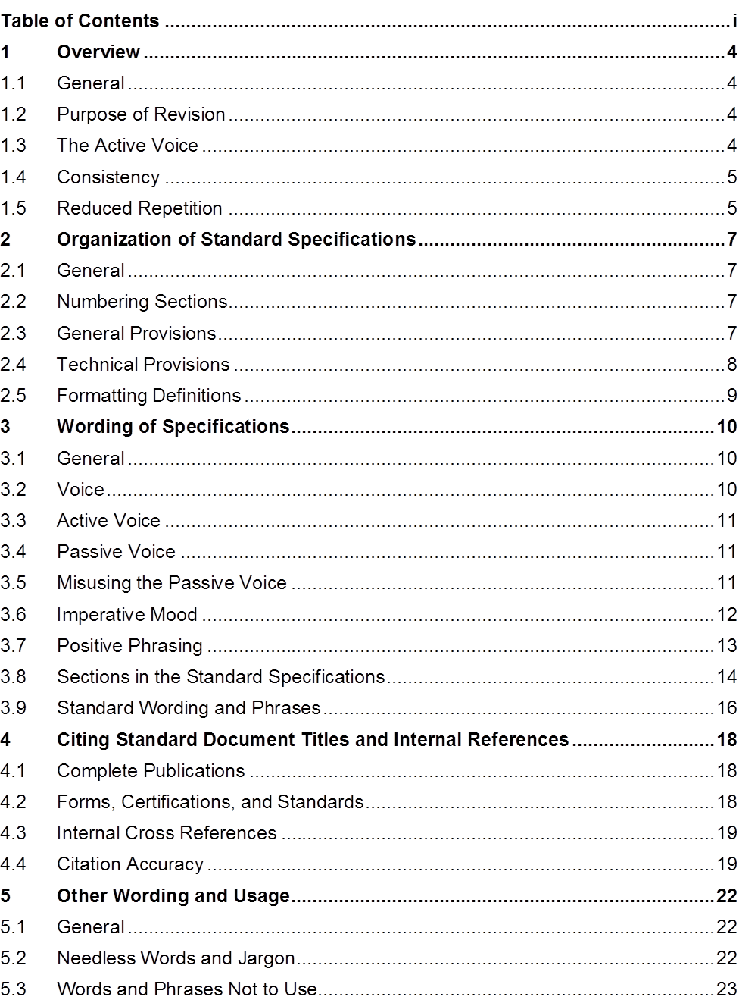 Table of Contents ........ i
1 Overview ........ 4
1.1 General ........ 4
1.2 Purpose of Revision ........ 4
1.3 The Active Voice ........ 4
1.4 Consistency ........ 5
1.5 Reduced Repetition ........ 5
2 Organization of Standard Specifications ........ 7
2.1 General ........ 7
2.2 Numbering Sections ........ 7
2.3 General Provisions ........ 7
2.4 Technical Provisions ........ 8
2.5 Formatting Definitions ........ 9
3 Wording of Specifications ........ 10
3.1 General ........ 10
3.2 Voice ........ 10
3.3 Active Voice ........ 11
3.4 Passive Voice ........ 11
3.5 Misusing the Passive Voice ........ 11
3.6 Imperative Mood ........ 12
3.7 Positive Phrasing ........ 13
3.8 Sections in the Standard Specifications ........ 14
3.9 Standard Wording and Phrases ........ 16
4 Citing Standard Document Titles and Internal References ........ 18
4.1 Complete Publications ........ 18
4.2 Forms, Certifications, and Standards ........ 18
4.3 Internal Cross References ........ 19
4.4 Citation Accuracy ........ 19
5 Other Wording and Usage ........ 22
5.1 General ........ 22
5.2 Needless Words and Jargon ........ 22
5.3 Words and Phrases Not to Use ........ 23